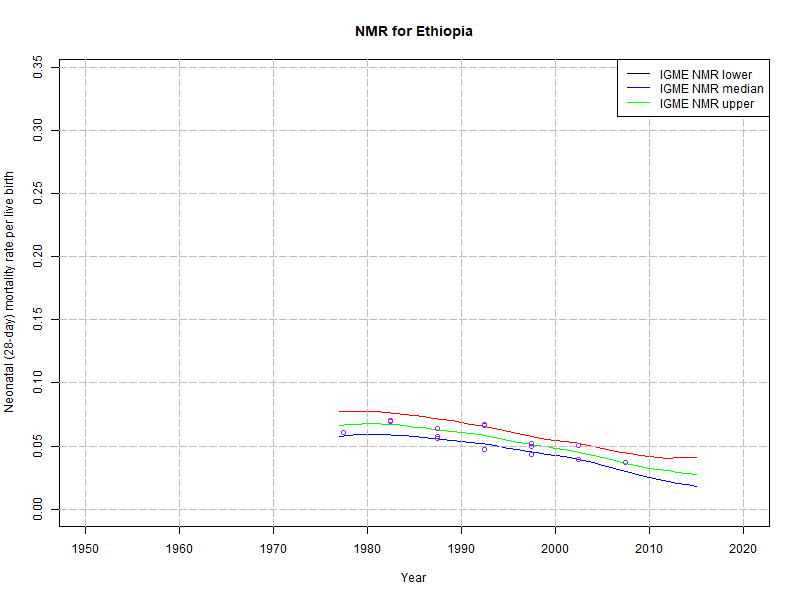 NMR for Ethiopia
IGME NMR lower
IGME NMR median
IGME NMR upper
Neonatal (28-day) mortality rate per live birth
0.35
0.30
0.25
0.20
0.15
0.10
0.05
0.00
1950 1960 1970 1980 1990 2000 2010 2020
Year